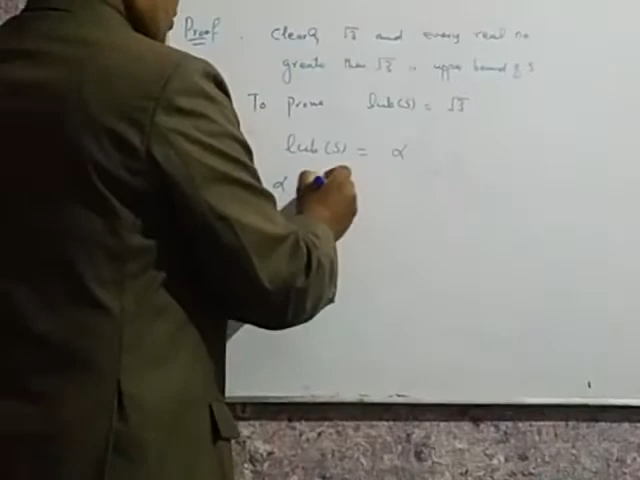 Proof. Clearly √3 and every real no
greater than √3 is upper bound of S
To prove lub(S) = √3
lub(S) = α
α